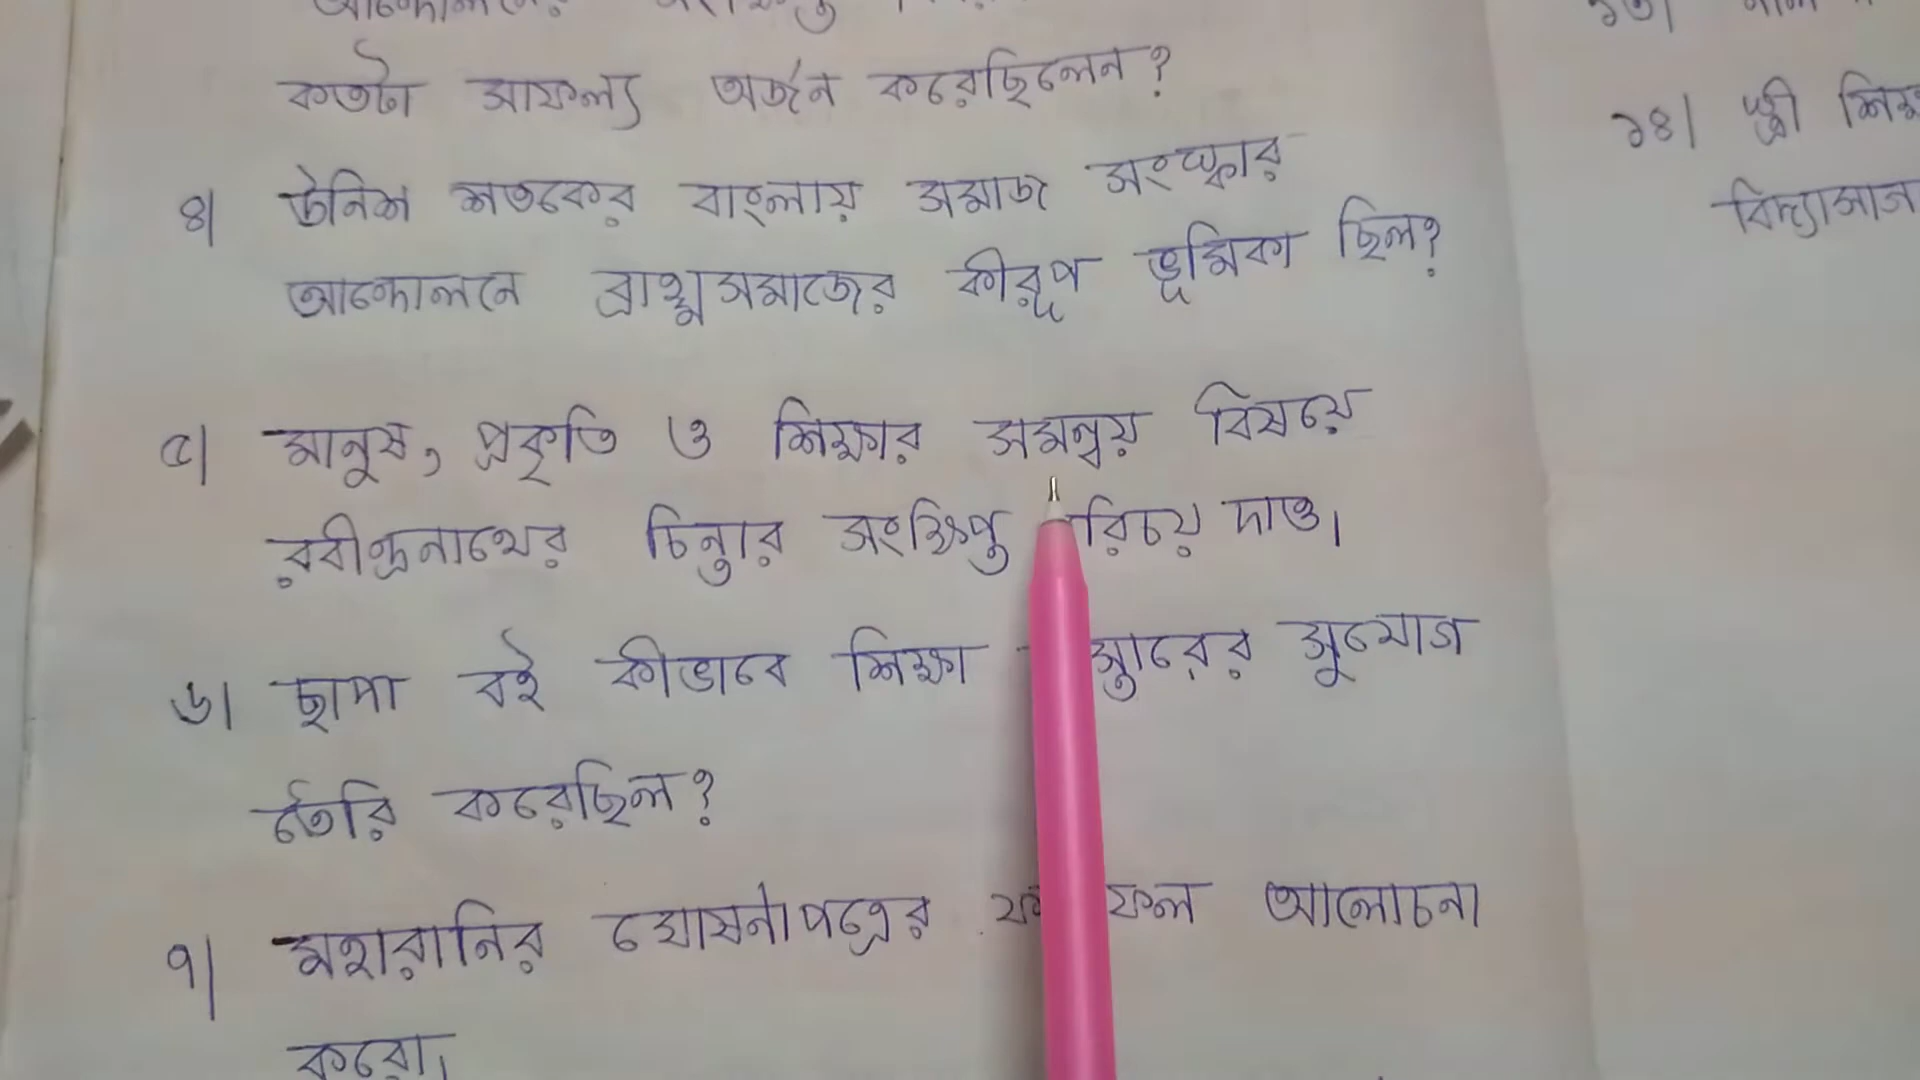 কতটা সাফল্য অর্জন করেছিলেন?
৪| উনিশ শতকের বাংলায় সমাজ সংস্কার
আন্দোলনে ব্রাহ্মসমাজের কীরূপ ভূমিকা ছিল?
৫| মানুষ, প্রকৃতি ও শিক্ষার সমন্বয় বিষয়ে
রবীন্দ্রনাথের চিন্তার সংক্ষিপ্ত রিচয় দাও।
৬| ছাপা বই কীভাবে শিক্ষা স্তারের সুযোগ
তৈরি করেছিল?
৭| মহারানির ঘোষনাপত্রের ফল আলোচনা
করো।
১৪| স্ত্রী